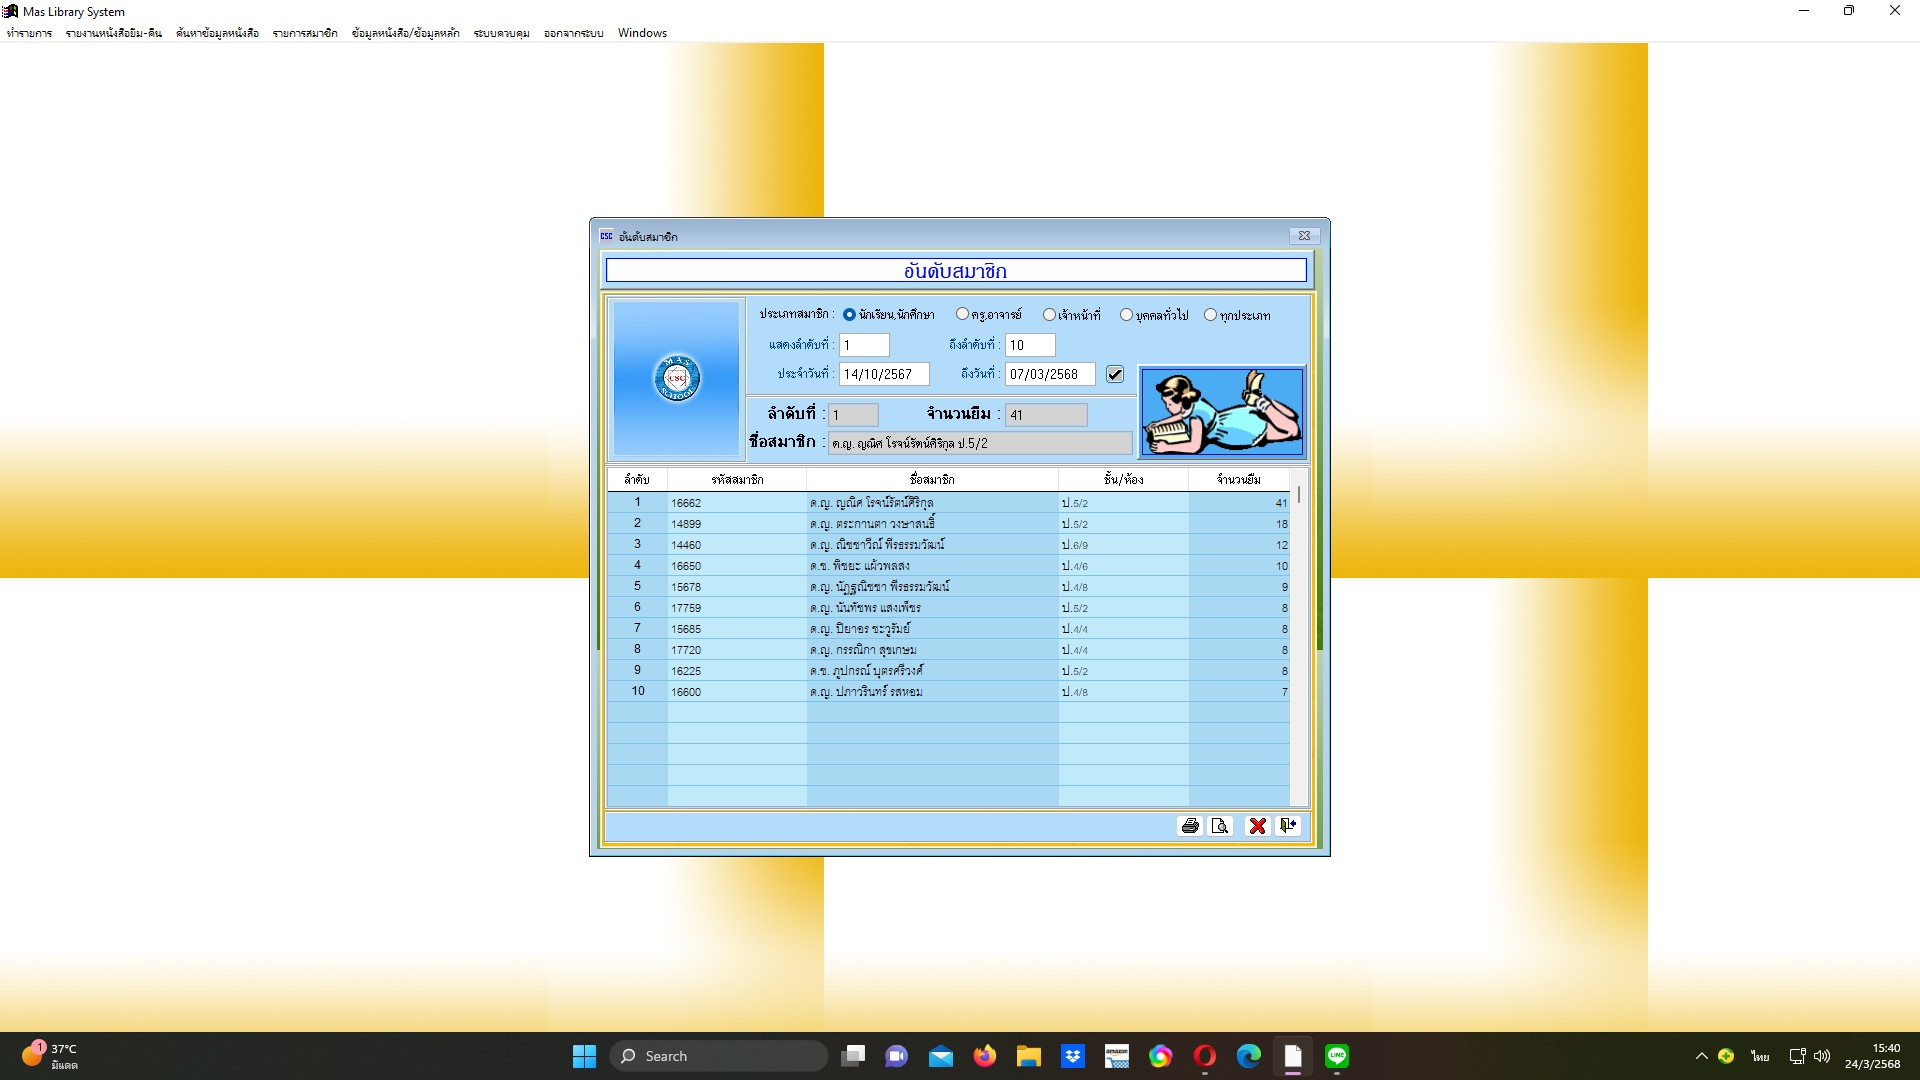 Mas Library System
ทำรายการ รายงานหนังสือยืม-คืน ค้นหาข้อมูลหนังสือ รายการสมาชิก ข้อมูลหนังสือ/ข้อมูลหลัก ระบบควบคุม ออกจากระบบ Windows
CSC อันดับสมาชิก
อันดับสมาชิก
ประเภทสมาชิก : นักเรียน,นักศึกษา ครู,อาจารย์ เจ้าหน้าที่ บุคคลทั่วไป ทุกประเภท
แสดงลำดับที่ : 1 ถึงลำดับที่ : 10
ประจำวันที่ : 14/10/2567 ถึงวันที่ : 07/03/2568
MAS CSC SCHOOL
ลำดับที่ : 1 จำนวนยืม : 41
ชื่อสมาชิก : ด.ญ. ญณิศ โรจน์รัตน์ศิริกุล ป.5/2
ลำดับ รหัสสมาชิก ชื่อสมาชิก ชั้น/ห้อง จำนวนยืม
1 16662 ด.ญ. ญณิศ โรจน์รัตน์ศิริกุล ป.5/2 41
2 14899 ด.ญ. ตระกานตา วงษาสนธิ์ ป.5/2 18
3 14460 ด.ญ. ณิชชาวีณ์ พีรธรรมวัฒน์ ป.6/9 12
4 16650 ด.ช. พิชยะ แผ้วพลสง ป.4/6 10
5 15678 ด.ญ. นัฏฐณิชชา พีรธรรมวัฒน์ ป.4/8 9
6 17759 ด.ญ. นันทัชพร แสงเพ็ชร ป.5/2 8
7 15685 ด.ญ. ปิยาอร ชะวูรัมย์ ป.4/4 8
8 17720 ด.ญ. กรรณิกา สุขเกษม ป.4/4 8
9 16225 ด.ช. ภูปกรณ์ บุตรศรีวงศ์ ป.5/2 8
10 16600 ด.ญ. ปภาวรินทร์ รสหอม ป.4/8 7
1 37°C
มีแดด
Search
amazon
LINE
ไทย
15:40
24/3/2568